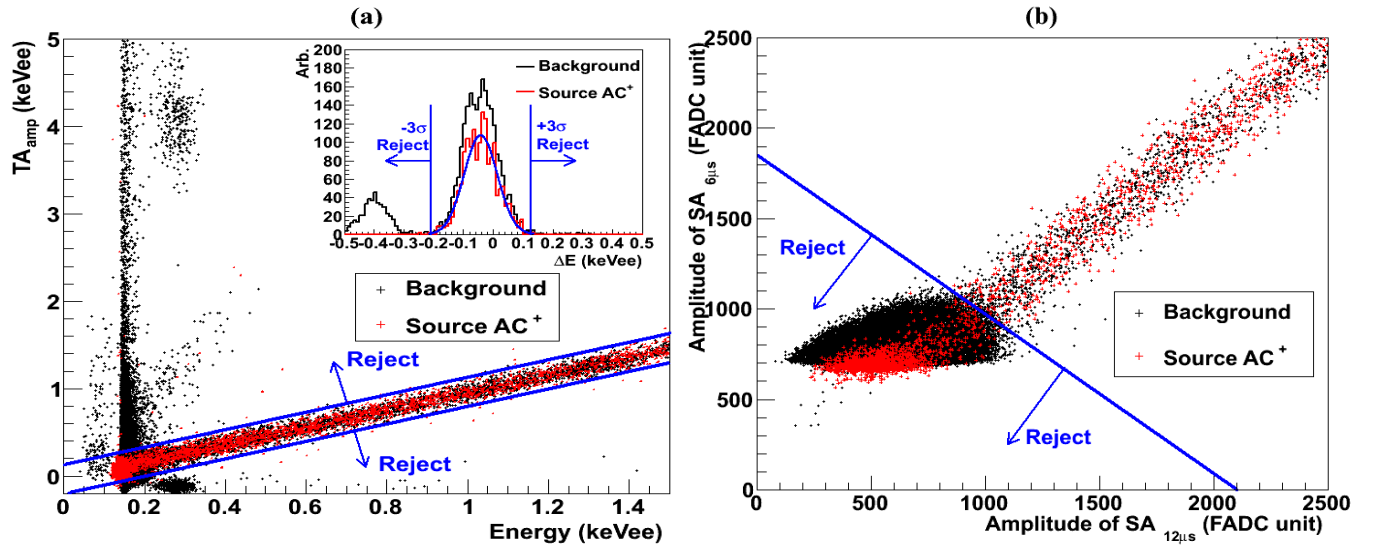 (a)
TA amp (keVee)
5
4
3
2
1
0
0 0.2 0.4 0.6 0.8 1 1.2 1.4
Energy (keVee)
Arb.
200
180
160
140
120
100
80
60
40
20
0
-0.5 -0.4 -0.3 -0.2 -0.1 0 0.1 0.2 0.3 0.4 0.5
ΔE (keVee)
Background
Source AC+
-3σ
Reject
+3σ
Reject
Background
Source AC+
Reject
Reject
(b)
Amplitude of SA 6μs (FADC unit)
2500
2000
1500
1000
500
0
0 500 1000 1500 2000 2500
Amplitude of SA 12μs (FADC unit)
Reject
Reject
Background
Source AC+